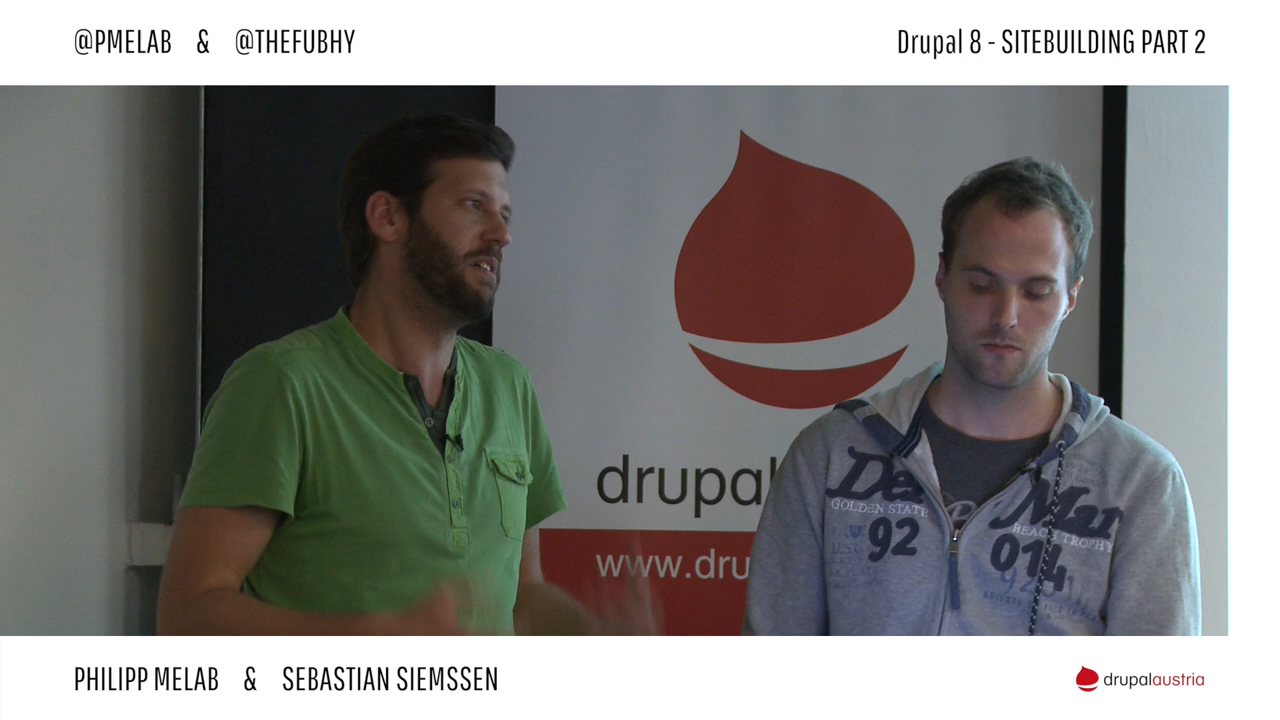 @PMELAB & @THEFUBHY
Drupal 8 - SITEBUILDING PART 2
drupal
www.dru
GOLDEN STATE
BEACH TROPHY
92
014
PHILIPP MELAB & SEBASTIAN SIEMSSEN
drupalaustria